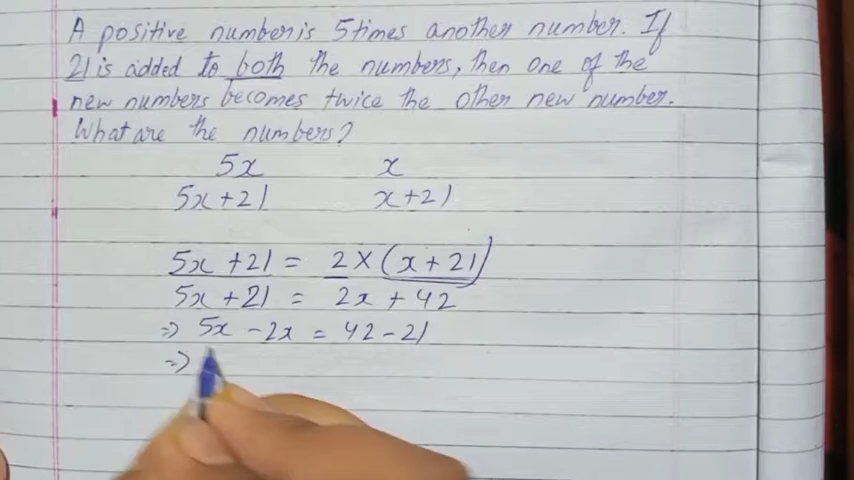 A positive number is 5 times another number. If
21 is added to both the numbers, then one of the
new numbers becomes twice the other new number.
What are the numbers?
5x x
5x+21 x+21
5x+21 = 2×(x+21)
5x+21 = 2x+42
⇒ 5x-2x = 42-21
⇒